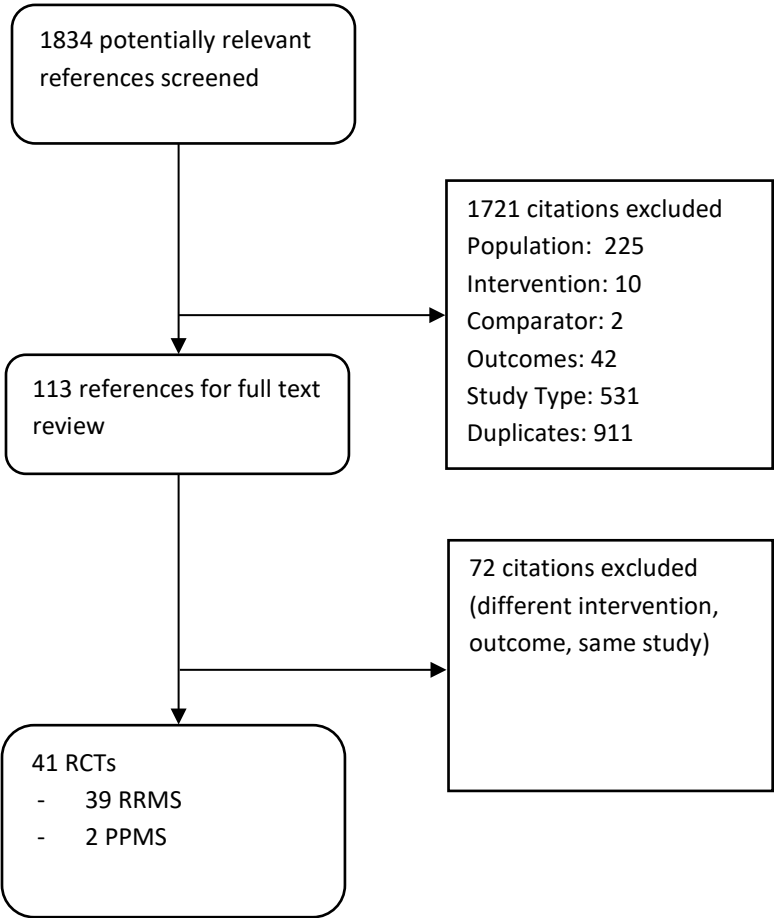 1834 potentially relevant
references screened
1721 citations excluded
Population:  225
Intervention: 10
Comparator: 2
Outcomes: 42
Study Type: 531
Duplicates: 911
113 references for full text
review
72 citations excluded
(different intervention,
outcome, same study)
41 RCTs
- 39 RRMS
- 2 PPMS